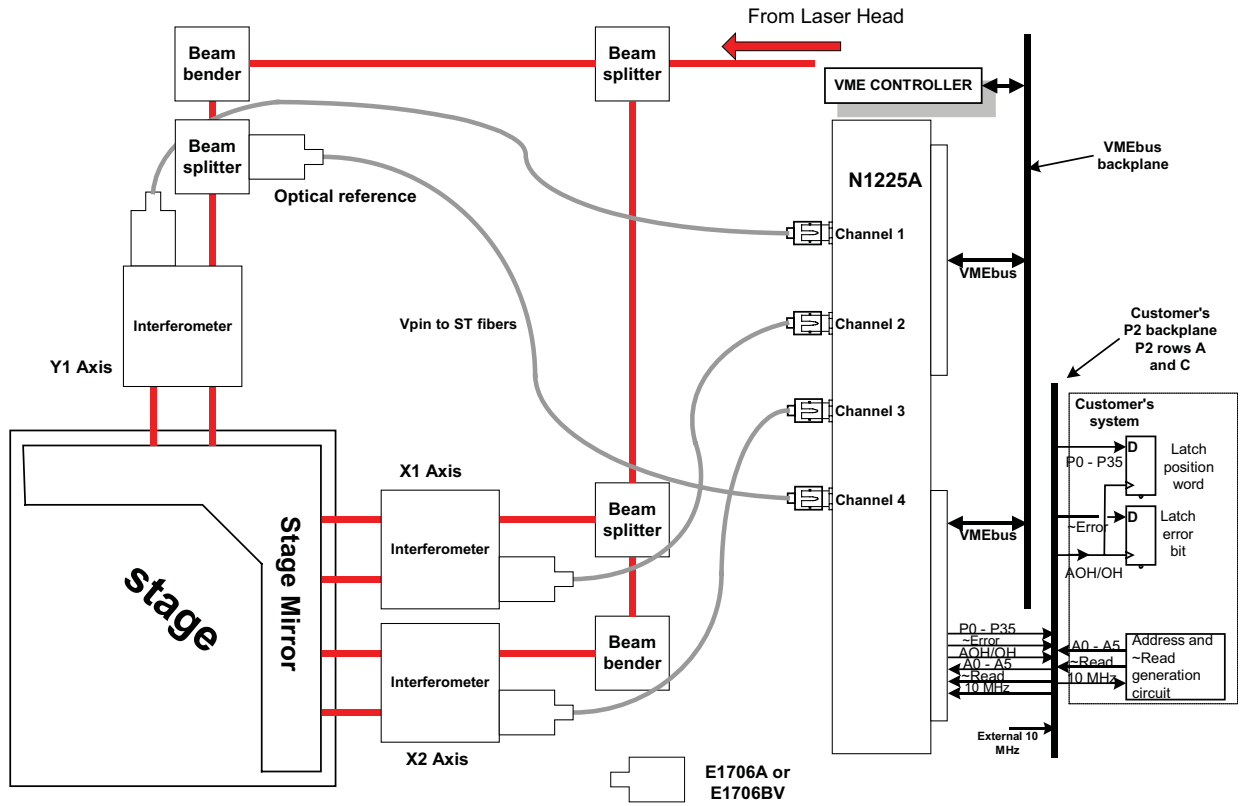 From Laser Head
Beam
bender
Beam
splitter
VME CONTROLLER
Beam
splitter
Optical reference
N1225A
VMEbus
backplane
Channel 1
VMEbus
Interferometer
Vpin to ST fibers
Channel 2
Y1 Axis
Customer's
P2 backplane
P2 rows A
and C
Channel 3
Customer's
system
D
P0 - P35
Latch
position
word
X1 Axis
Channel 4
Beam
splitter
D
~Error
Latch
error
bit
VMEbus
AOH/OH
Interferometer
Stage Mirror
stage
Beam
bender
P0 - P35
~Error
AOH/OH
A0 - A5
~Read
10 MHz
A0 - A5
~Read
10 MHz
Address and
~Read
generation
circuit
Interferometer
External 10
MHz
X2 Axis
E1706A or
E1706BV